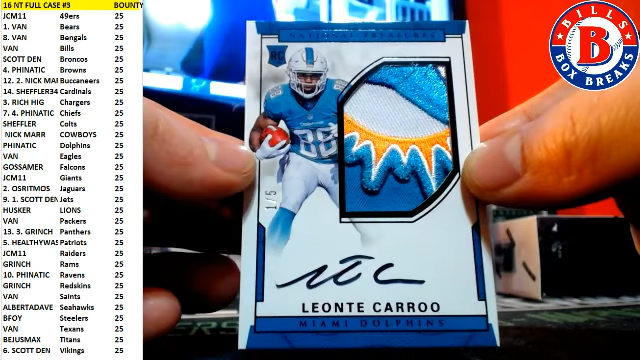 16 NT FULL CASE #3 BOUNTY
JCM11 49ers 25
1. VAN Bears 25
8. VAN Bengals 25
VAN Bills 25
SCOTT DEN Broncos 25
4. PHINATIC Browns 25
12. 2. NICK MAR Buccaneers 25
14. SHEFFLER34 Cardinals 25
3. RICH HIG Chargers 25
7. 4. PHINATIC Chiefs 25
SHEFFLER Colts 25
NICK MARR COWBOYS 25
PHINATIC Dolphins 25
VAN Eagles 25
GOSSAMER Falcons 25
JCM11 Giants 25
2. OSRITMOS Jaguars 25
9. 1. SCOTT DEN Jets 25
HUSKER LIONS 25
VAN Packers 25
13. 3. GRINCH Panthers 25
5. HEALTHYWAS Patriots 25
JCM11 Raiders 25
GRINCH Rams 25
10. PHINATIC Ravens 25
GRINCH Redskins 25
VAN Saints 25
ALBERTADAVE Seahawks 25
BFOY Steelers 25
VAN Texans 25
BEJUSMAX Titans 25
6. SCOTT DEN Vikings 25
NATIONAL TREASURES
RC
88
1/5
LEONTE CARROO
MIAMI DOLPHINS
BILLS
B
BOX BREAKS